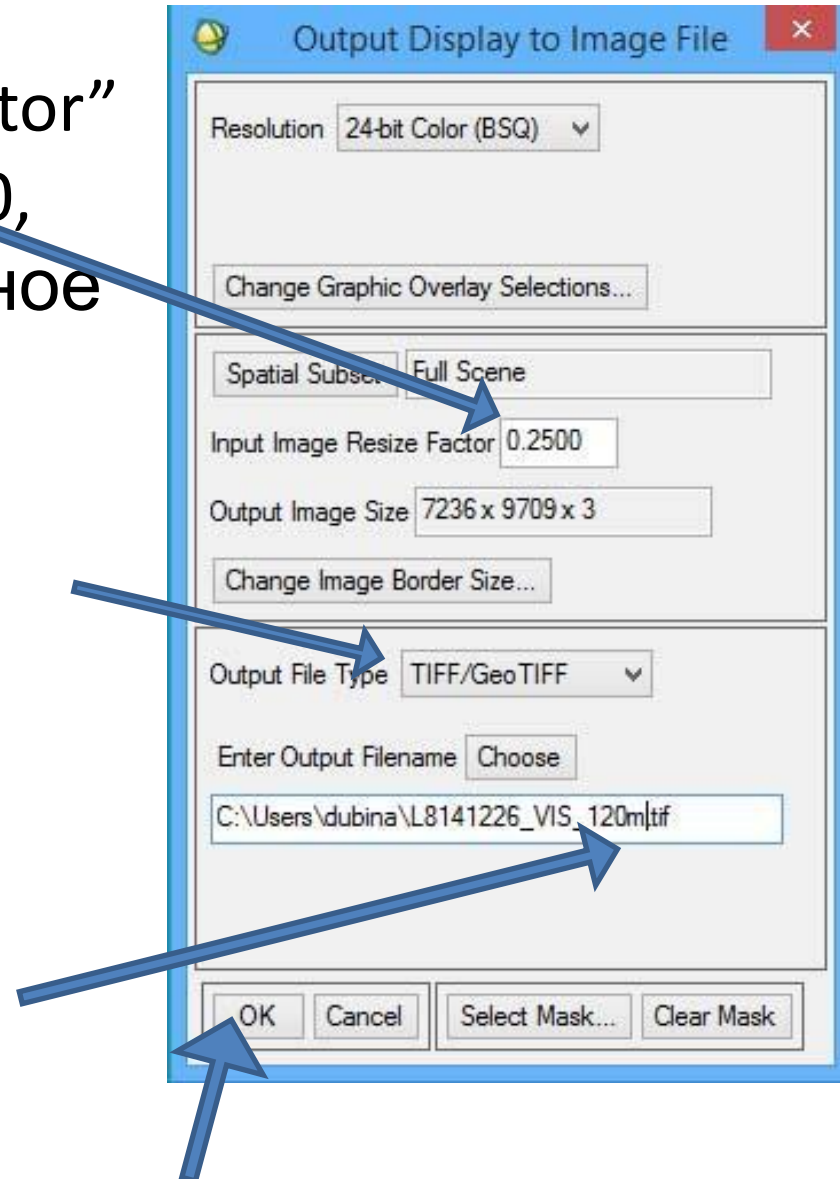 Output Display to Image File
tor”
Resolution 24-bit Color (BSQ)
0,
ное
Change Graphic Overlay Selections...
Spatial Subset Full Scene
Input Image Resize Factor 0.2500
Output Image Size 7236 x 9709 x 3
Change Image Border Size...
Output File Type TIFF/GeoTIFF
Enter Output Filename Choose
C:\Users\dubina\L8141226_VIS_120m.tif
OK Cancel Select Mask... Clear Mask